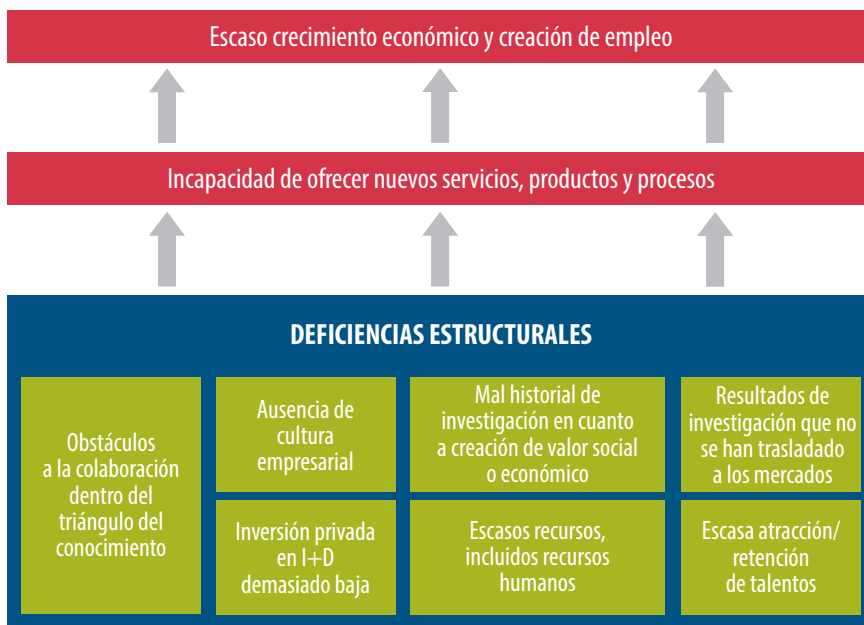 Escaso crecimiento económico y creación de empleo
Incapacidad de ofrecer nuevos servicios, productos y procesos
DEFICIENCIAS ESTRUCTURALES
Obstáculos
a la colaboración
dentro del
triángulo del
conocimiento
Ausencia de
cultura
empresarial
Mal historial de
investigación en cuanto
a creación de valor social
o económico
Resultados de
investigación que no
se han trasladado
a los mercados
Inversión privada
en I+D
demasiado baja
Escasos recursos,
incluidos recursos
humanos
Escasa atracción/
retención
de talentos